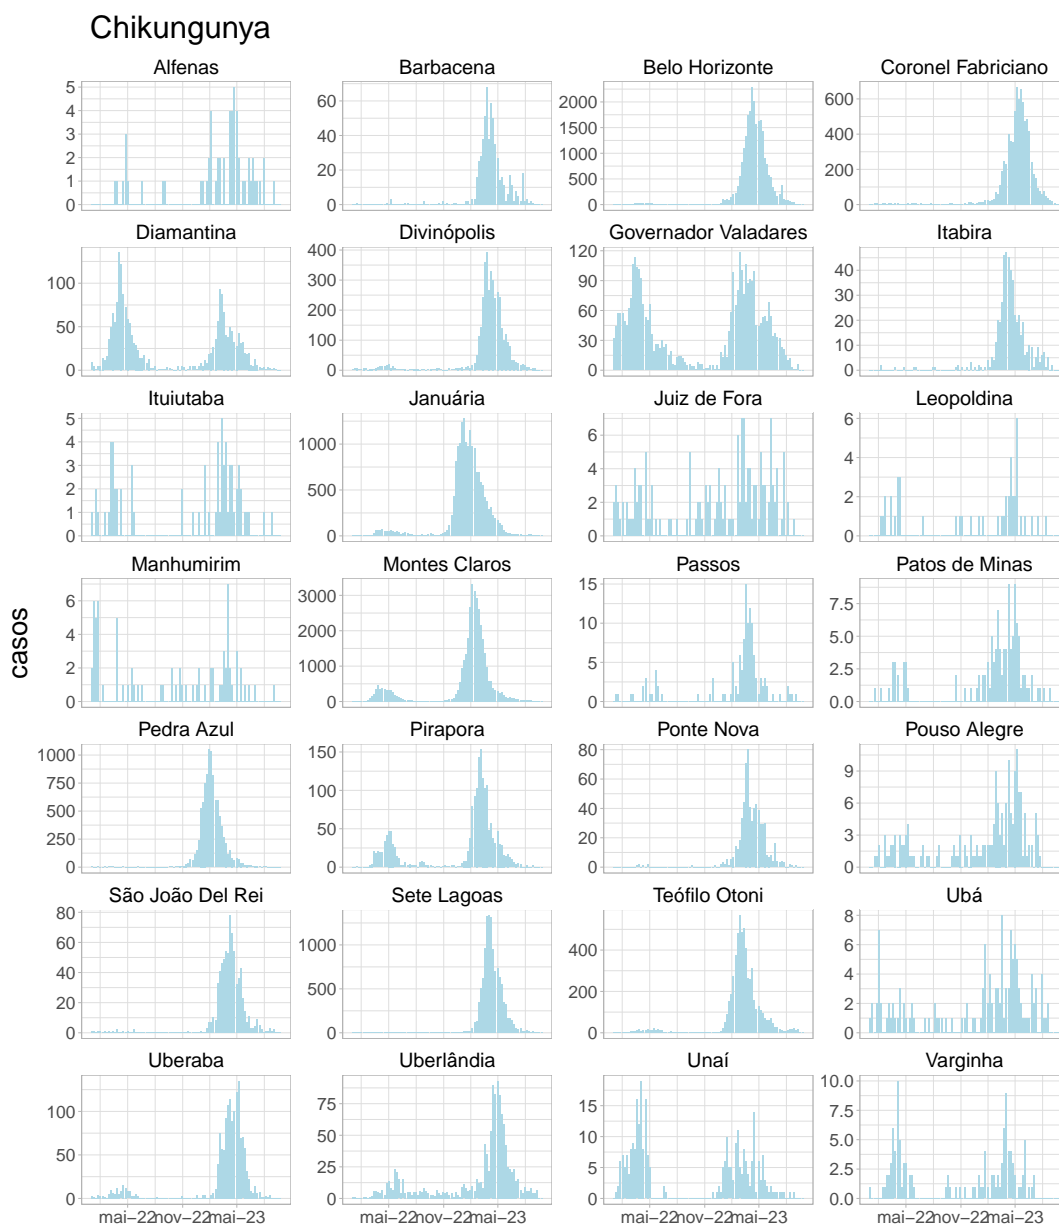 Chikungunya
Alfenas Barbacena Belo Horizonte Coronel Fabriciano
5 4 3 2 1 0
60 40 20 0
2000 1500 1000 500 0
600 400 200 0
Diamantina Divinópolis Governador Valadares Itabira
100 50 0
400 300 200 100 0
120 90 60 30 0
40 30 20 10 0
Ituiutaba Januária Juiz de Fora Leopoldina
5 4 3 2 1 0
1000 500 0
6 4 2 0
6 4 2 0
casos
Manhumirim Montes Claros Passos Patos de Minas
6 4 2 0
3000 2000 1000 0
15 10 5 0
7.5 5.0 2.5 0.0
Pedra Azul Pirapora Ponte Nova Pouso Alegre
1000 750 500 250 0
150 100 50 0
80 60 40 20 0
9 6 3 0
São João Del Rei Sete Lagoas Teófilo Otoni Ubá
80 60 40 20 0
1000 500 0
400 200 0
8 6 4 2 0
Uberaba Uberlândia Unaí Varginha
100 50 0
75 50 25 0
15 10 5 0
10.0 7.5 5.0 2.5 0.0
mai–22 nov–22 mai–23 mai–22 nov–22 mai–23 mai–22 nov–22 mai–23 mai–22 nov–22 mai–23